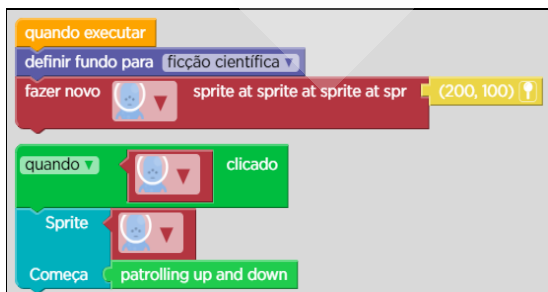 quando executar
definir fundo para ficção científica
fazer novo sprite at sprite at sprite at spr (200, 100)
quando clicado
Sprite
Começa patrolling up and down